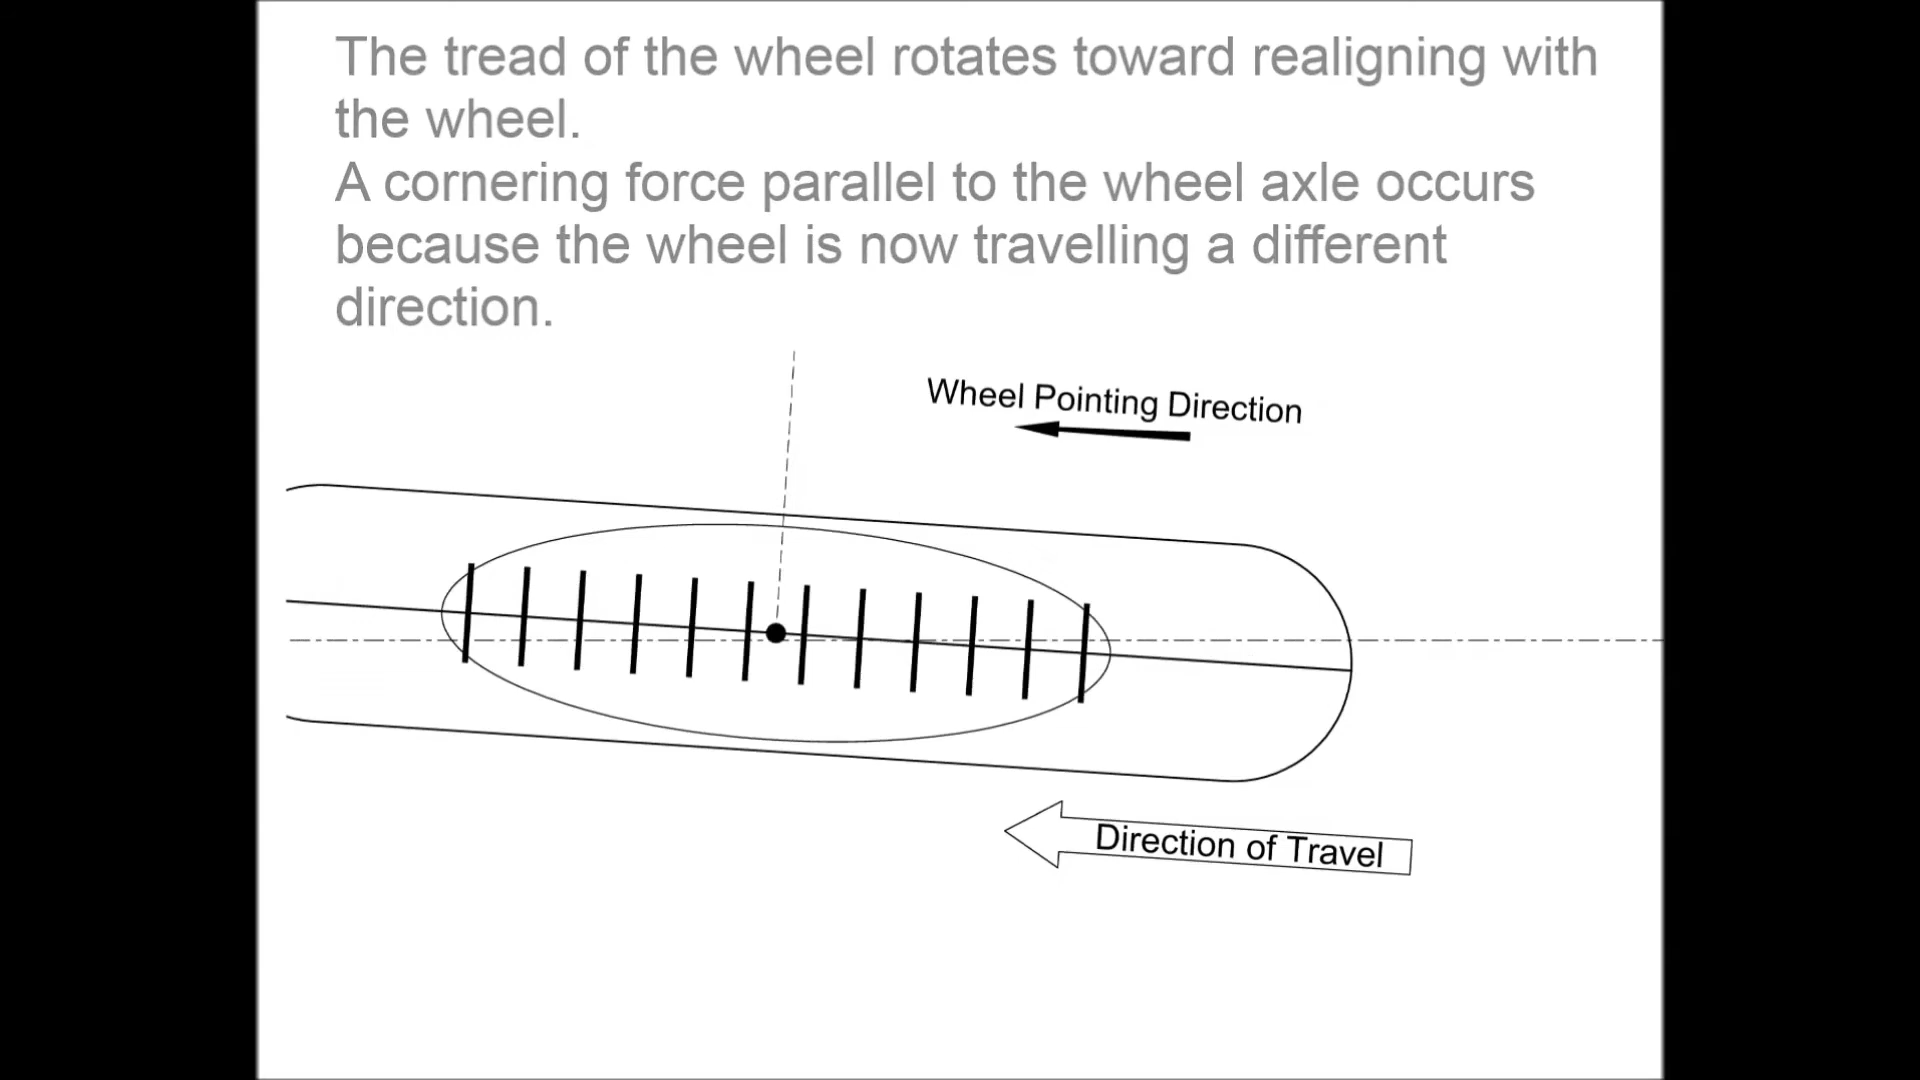 The tread of the wheel rotates toward realigning with
the wheel.
A cornering force parallel to the wheel axle occurs
because the wheel is now travelling a different
direction.
Wheel Pointing Direction
Direction of Travel